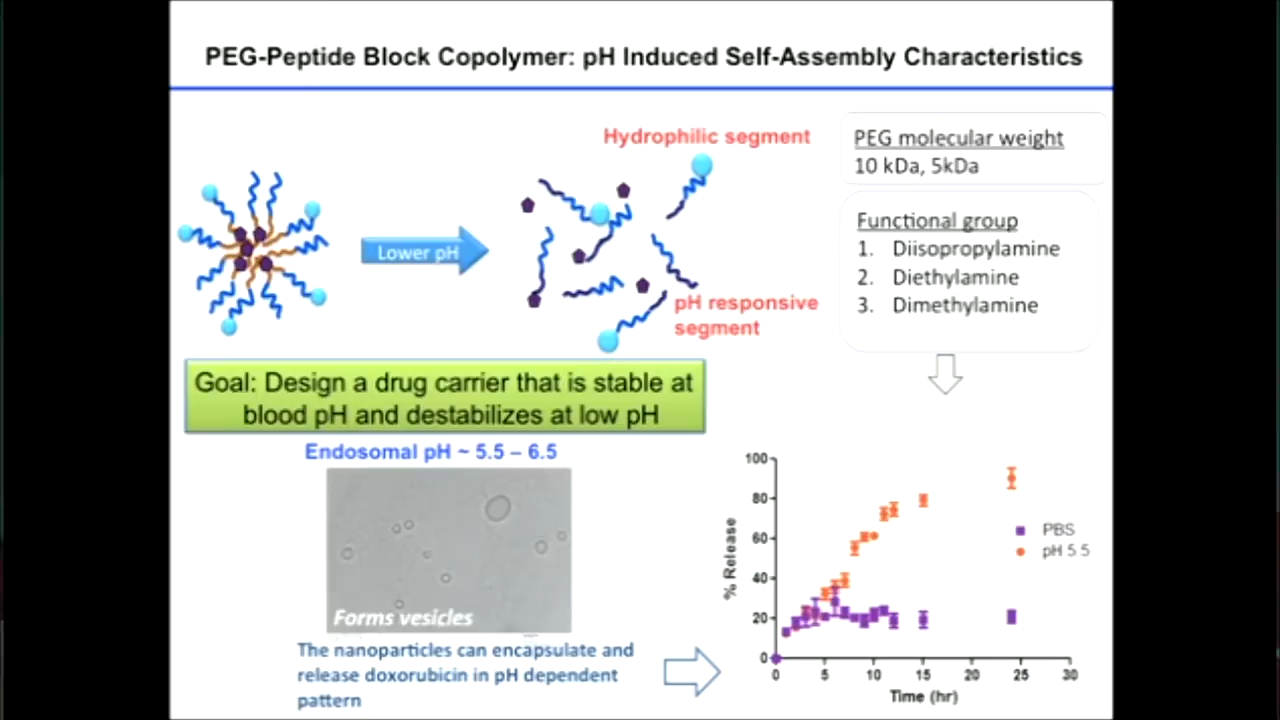 PEG-Peptide Block Copolymer: pH Induced Self-Assembly Characteristics
Hydrophilic segment
Lower pH
pH responsive
segment
PEG molecular weight
10 kDa, 5kDa
Functional group
1. Diisopropylamine
2. Diethylamine
3. Dimethylamine
Goal: Design a drug carrier that is stable at
blood pH and destabilizes at low pH
Endosomal pH ~ 5.5 – 6.5
Forms vesicles
The nanoparticles can encapsulate and
release doxorubicin in pH dependent
pattern
% Release
100
80
60
40
20
0
0 5 10 15 20 25 30
Time (hr)
PBS
pH 5 5